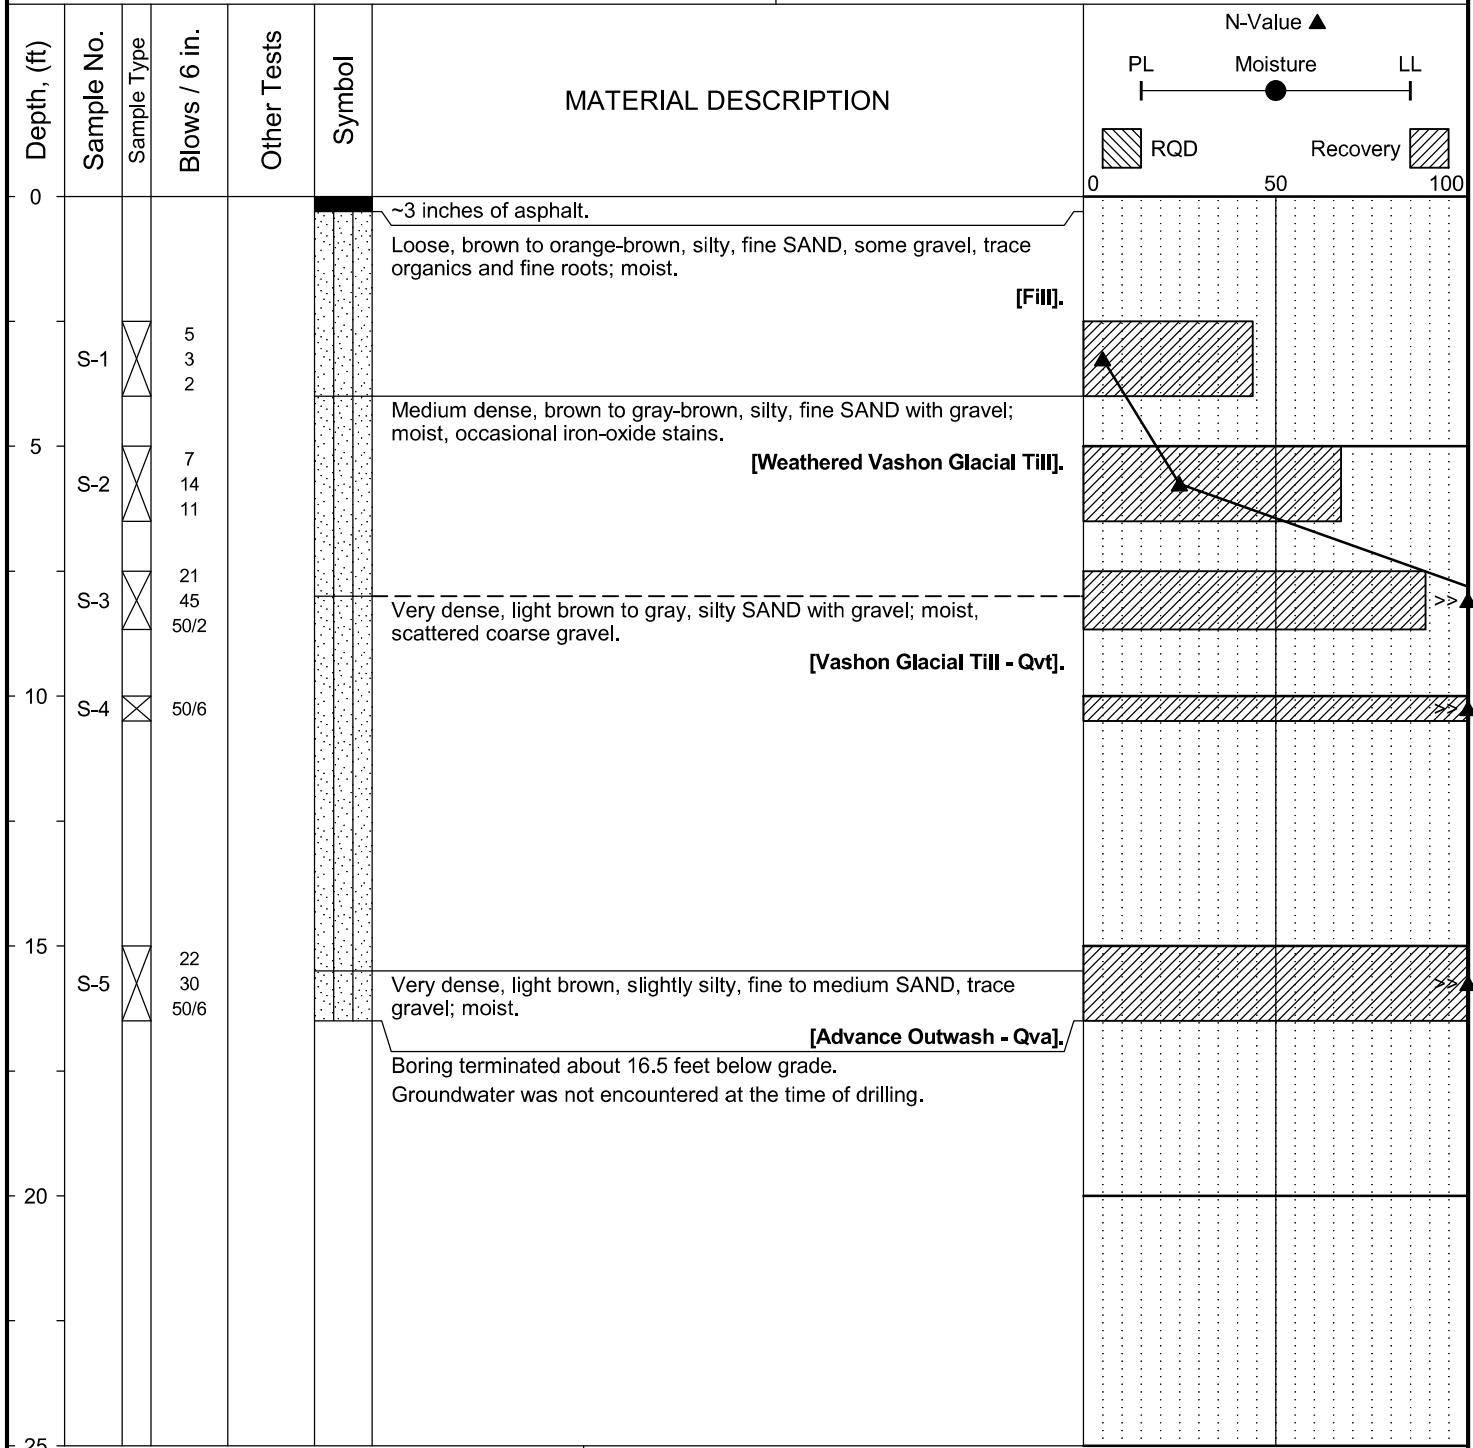 Depth, (ft)
Sample No.
Sample Type
Blows / 6 in.
Other Tests
Symbol
MATERIAL DESCRIPTION
N-Value ▲
PL Moisture LL
RQD Recovery
0 50 100
0
~3 inches of asphalt.
Loose, brown to orange-brown, silty, fine SAND, some gravel, trace
organics and fine roots; moist.
[Fill].
S-1
5
3
2
Medium dense, brown to gray-brown, silty, fine SAND with gravel;
moist, occasional iron-oxide stains.
[Weathered Vashon Glacial Till].
5
S-2
7
14
11
S-3
21
45
50/2
>>
Very dense, light brown to gray, silty SAND with gravel; moist,
scattered coarse gravel.
[Vashon Glacial Till - Qvt].
10
S-4
50/6
>>
15
S-5
22
30
50/6
>>
Very dense, light brown, slightly silty, fine to medium SAND, trace
gravel; moist.
[Advance Outwash - Qva].
Boring terminated about 16.5 feet below grade.
Groundwater was not encountered at the time of drilling.
20
25